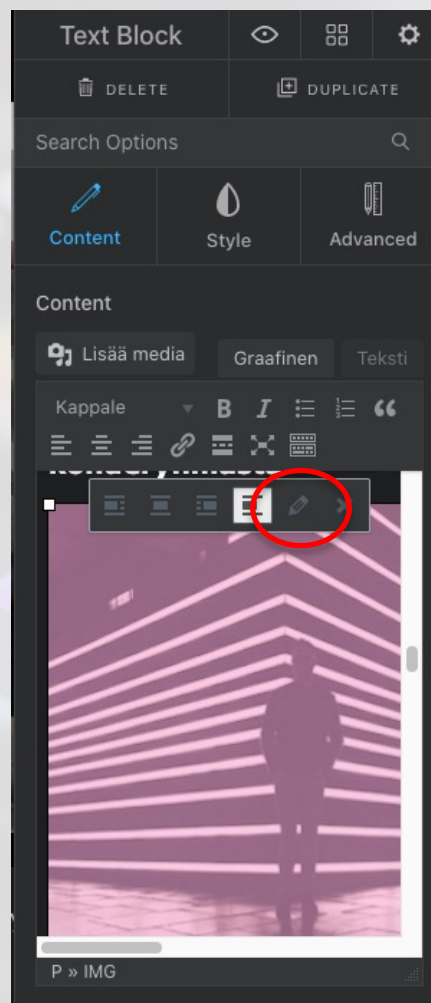 Text Block
DELETE
DUPLICATE
Search Options
Content
Style
Advanced
Content
Lisää media
Graafinen
Teksti
Kappale
B I
P » IMG